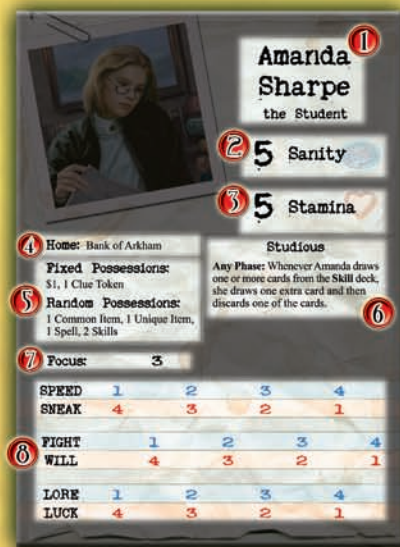 1
Amanda
Sharpe
the Student
2 5 Sanity
3 5 Stamina
4 Home: Bank of Arkham
Fixed Possessions:
$1, 1 Clue Token
5 Random Possessions:
1 Common Item, 1 Unique Item,
1 Spell, 2 Skills
Studious
Any Phase: Whenever Amanda draws
one or more cards from the Skill deck,
she draws one extra card and then
discards one of the cards.
6
7 Focus: 3
SPEED 1 2 3 4
SNEAK 4 3 2 1
8
FIGHT 1 2 3 4
WILL 4 3 2 1
LORE 1 2 3 4
LUCK 4 3 2 1